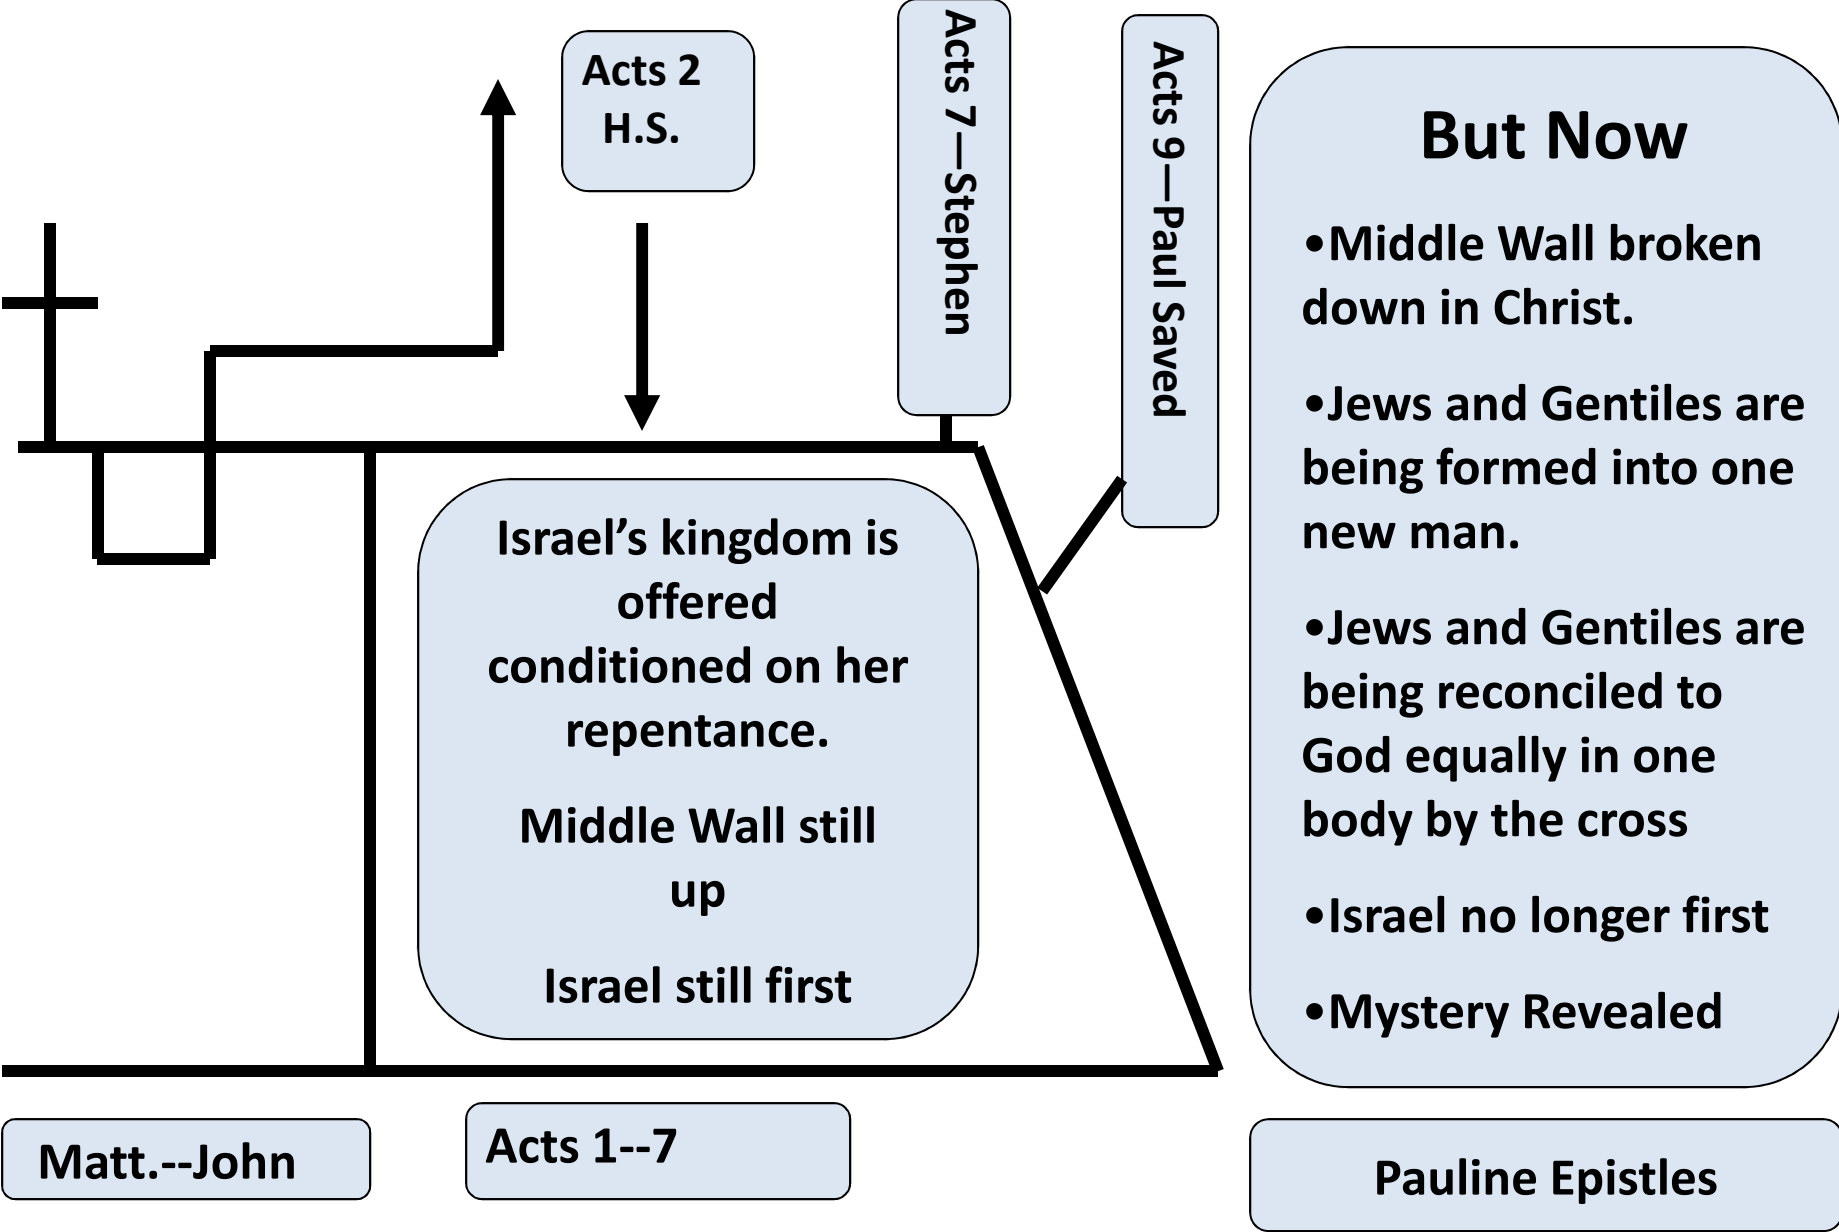 Acts 2
H.S.
Acts 7—Stephen
Acts 9—Paul Saved
But Now
•Middle Wall broken
down in Christ.
•Jews and Gentiles are
being formed into one
new man.
•Jews and Gentiles are
being reconciled to
God equally in one
body by the cross
•Israel no longer first
•Mystery Revealed
Israel’s kingdom is
offered
conditioned on her
repentance.
Middle Wall still
up
Israel still first
Matt.--John
Acts 1--7
Pauline Epistles